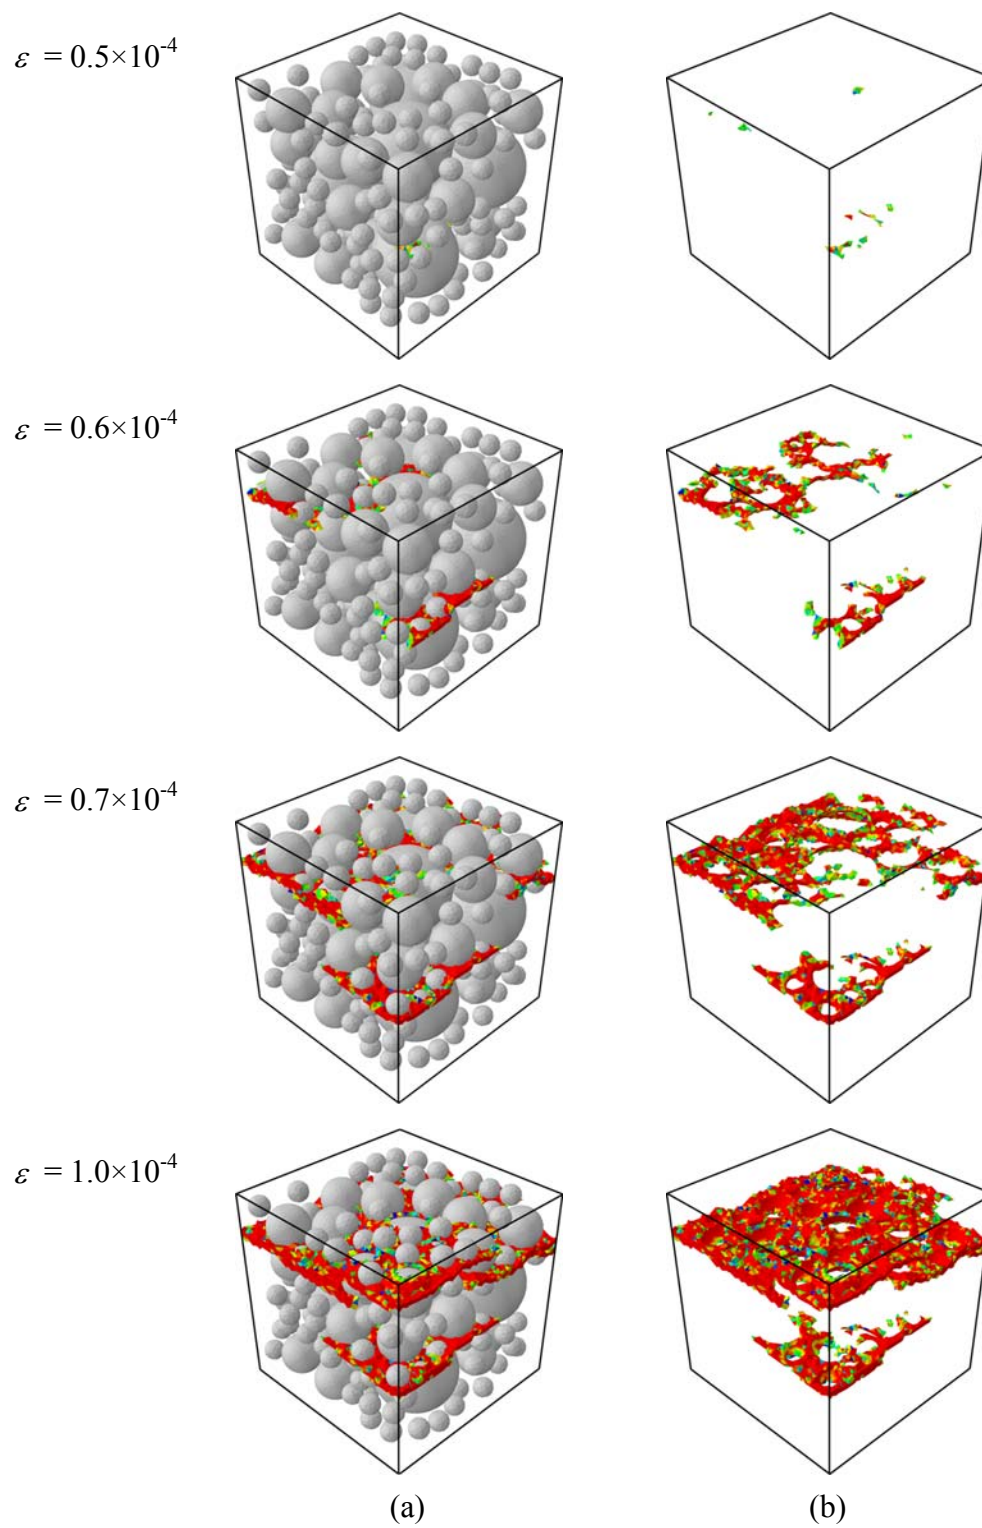 ε = 0.5×10⁻⁴
ε = 0.6×10⁻⁴
ε = 0.7×10⁻⁴
ε = 1.0×10⁻⁴
(a) (b)